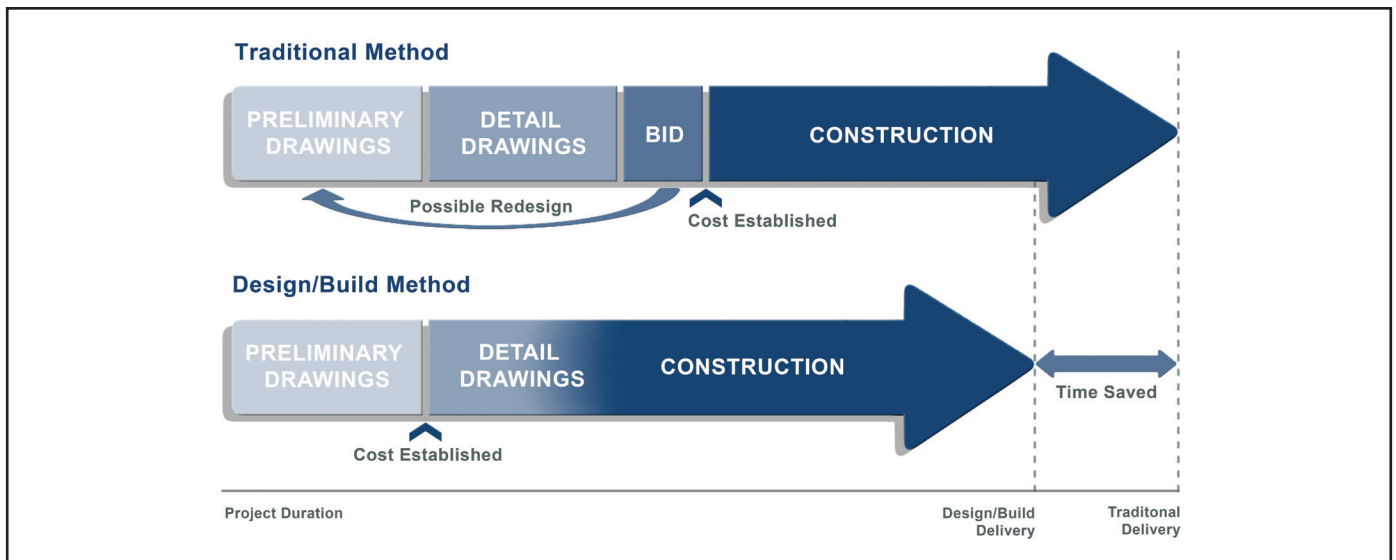 Traditional Method
PRELIMINARY
DRAWINGS
DETAIL
DRAWINGS
BID
CONSTRUCTION
Possible Redesign
Cost Established
Design/Build Method
PRELIMINARY
DRAWINGS
DETAIL
DRAWINGS
CONSTRUCTION
Time Saved
Cost Established
Project Duration
Design/Build
Delivery
Traditonal
Delivery